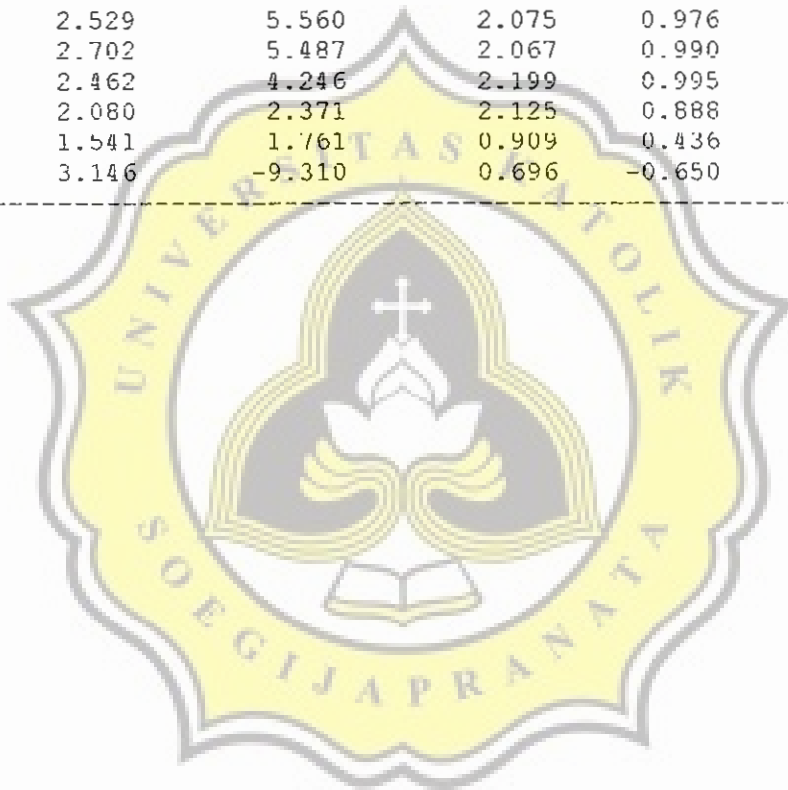 2.529 5.560 2.075 0.976
2.702 5.487 2.067 0.990
2.462 4.246 2.199 0.995
2.080 2.371 2.125 0.888
1.541 1.761 0.909 0.436
3.146 -9.310 0.696 -0.650
UNIVERSITAS KATOLIK
SOEGIJAPRANATA